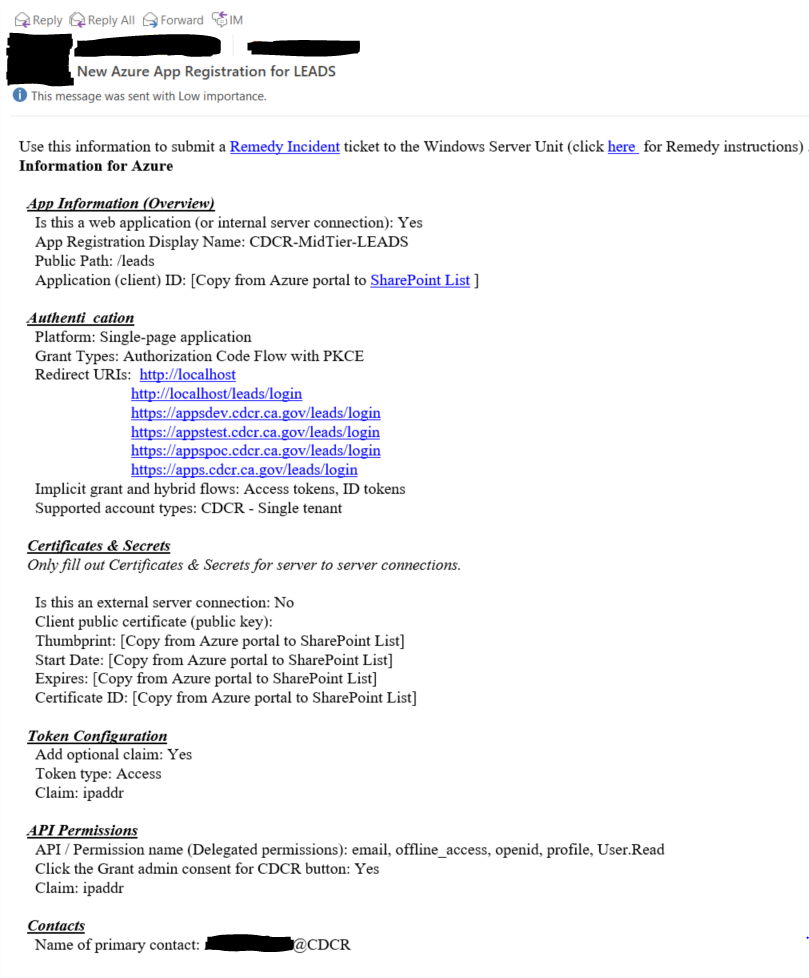 Reply Reply All Forward IM
New Azure App Registration for LEADS
This message was sent with Low importance.
Use this information to submit a Remedy Incident ticket to the Windows Server Unit (click here for Remedy instructions) .
Information for Azure
App Information (Overview)
Is this a web application (or internal server connection): Yes
App Registration Display Name: CDCR-MidTier-LEADS
Public Path: /leads
Application (client) ID: [Copy from Azure portal to SharePoint List ]
Authenti cation
Platform: Single-page application
Grant Types: Authorization Code Flow with PKCE
Redirect URIs: http://localhost
http://localhost/leads/login
https://appsdev.cdcr.ca.gov/leads/login
https://appstest.cdcr.ca.gov/leads/login
https://appspoc.cdcr.ca.gov/leads/login
https://apps.cdcr.ca.gov/leads/login
Implicit grant and hybrid flows: Access tokens, ID tokens
Supported account types: CDCR - Single tenant
Certificates & Secrets
Only fill out Certificates & Secrets for server to server connections.
Is this an external server connection: No
Client public certificate (public key):
Thumbprint: [Copy from Azure portal to SharePoint List]
Start Date: [Copy from Azure portal to SharePoint List]
Expires: [Copy from Azure portal to SharePoint List]
Certificate ID: [Copy from Azure portal to SharePoint List]
Token Configuration
Add optional claim: Yes
Token type: Access
Claim: ipaddr
API Permissions
API / Permission name (Delegated permissions): email, offline_access, openid, profile, User.Read
Click the Grant admin consent for CDCR button: Yes
Claim: ipaddr
Contacts
Name of primary contact: @CDCR